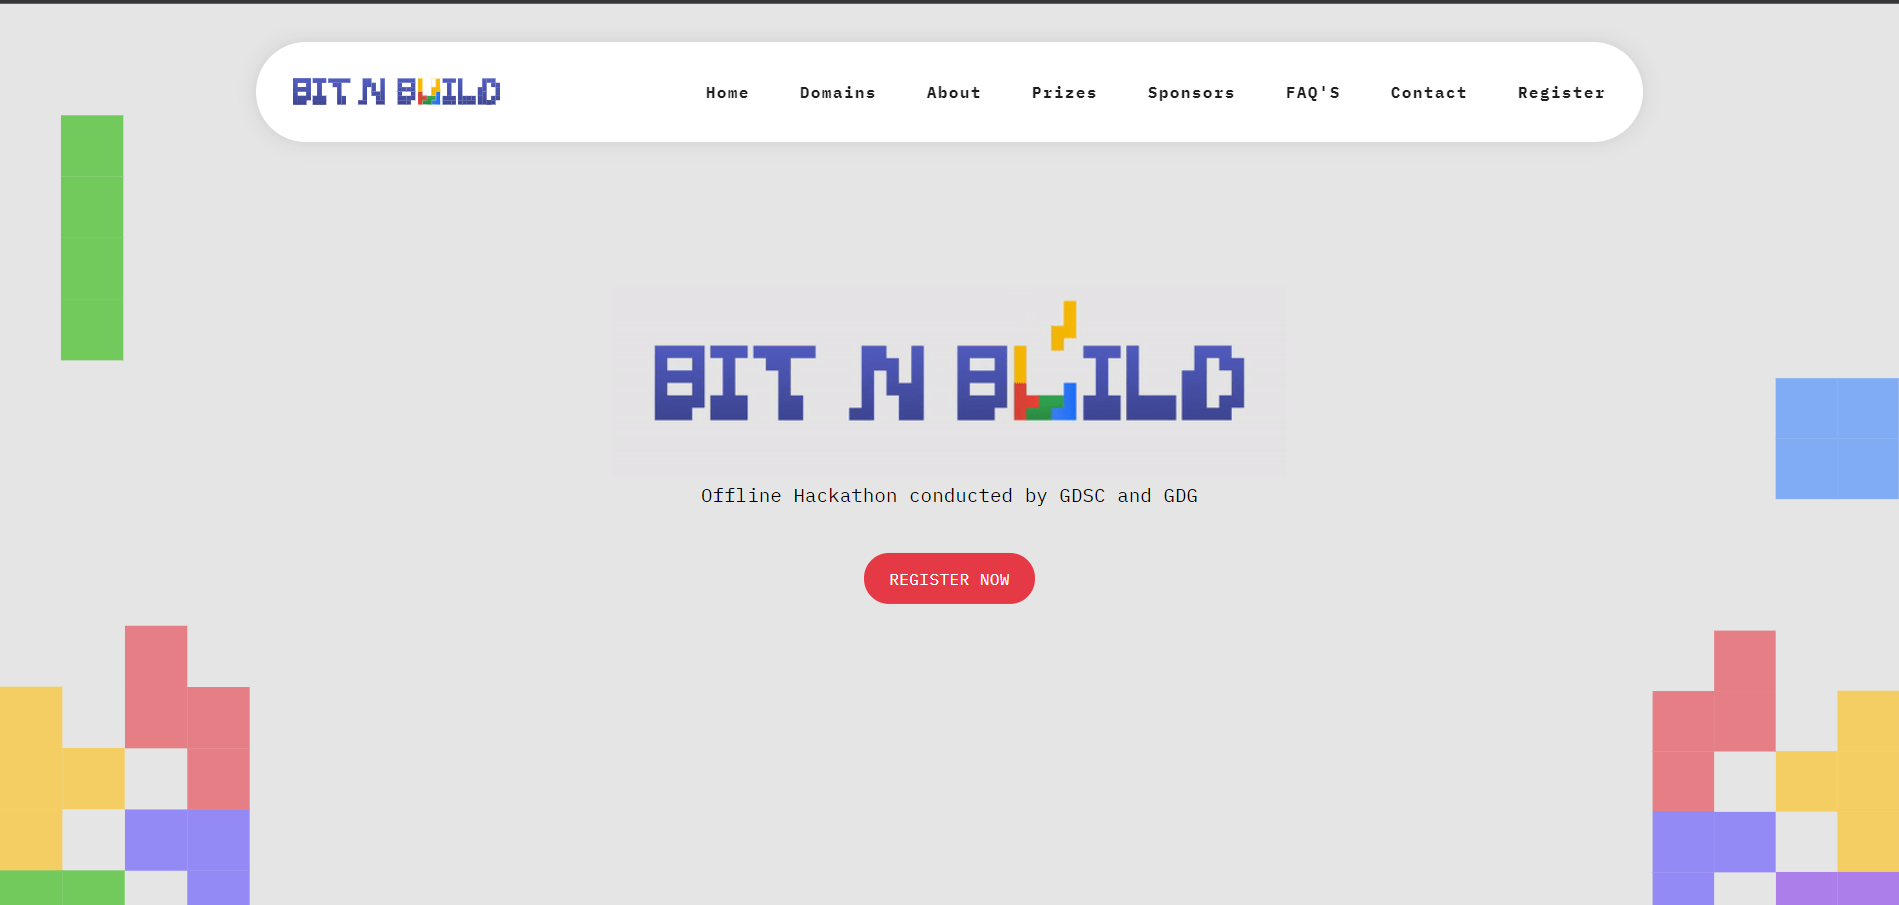 BIT N BUILD
Home Domains About Prizes Sponsors FAQ'S Contact Register
BIT N BUILD
Offline Hackathon conducted by GDSC and GDG
REGISTER NOW